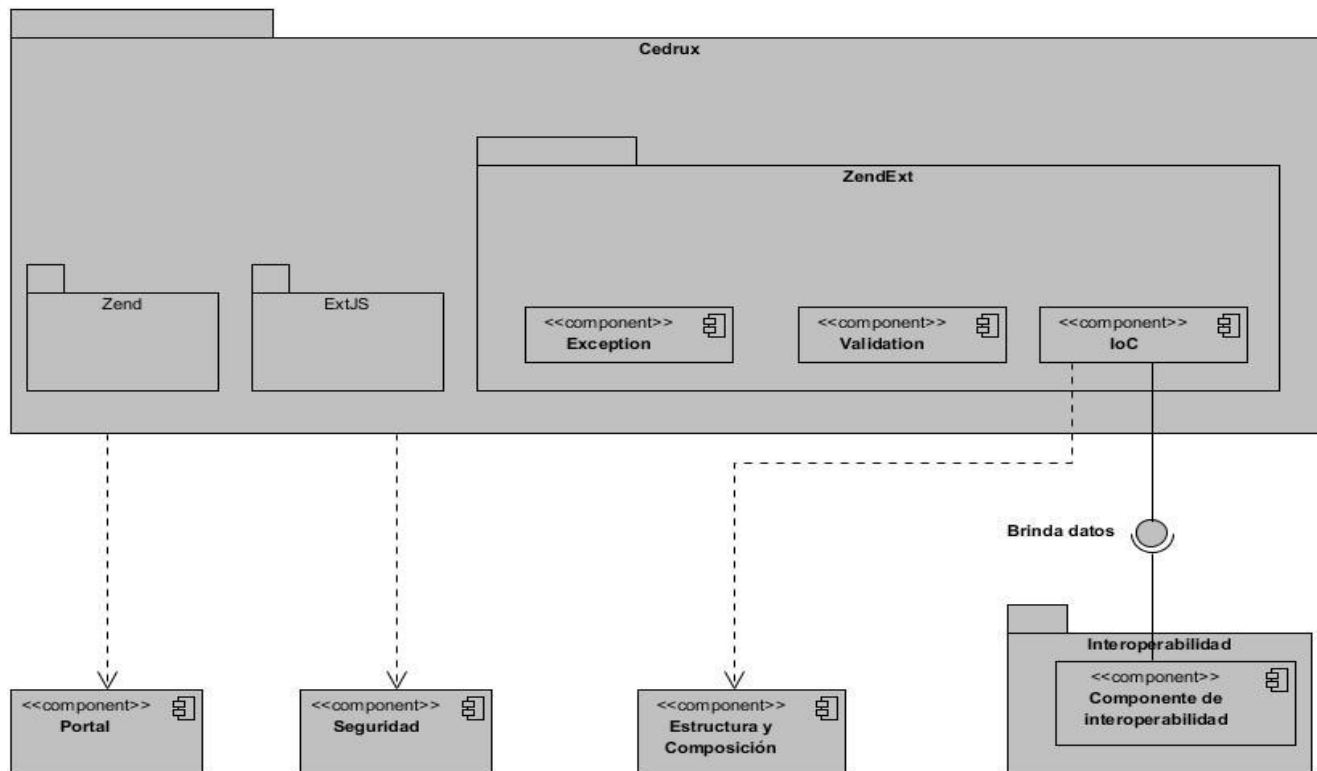 Cedrux
ZendExt
Zend
ExtJS
<<component>>
Exception
<<component>>
Validation
<<component>>
IoC
Brinda datos
Interoperabilidad
<<component>>
Portal
<<component>>
Seguridad
<<component>>
Estructura y
Composición
<<component>>
Componente de
interoperabilidad